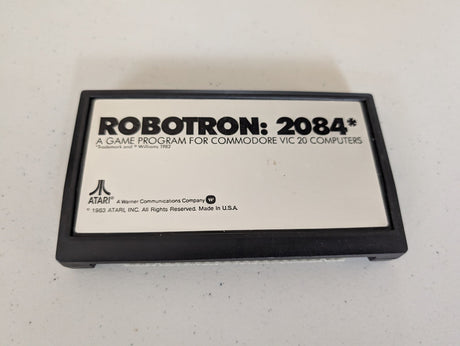 ROBOTRON: 2084*
A GAME PROGRAM FOR COMMODORE VIC 20 COMPUTERS
*Trademark and © Williams 1982
ATARI® A Warner Communications Company W
© 1983 ATARI, INC. All Rights Reserved. Made in U.S.A.